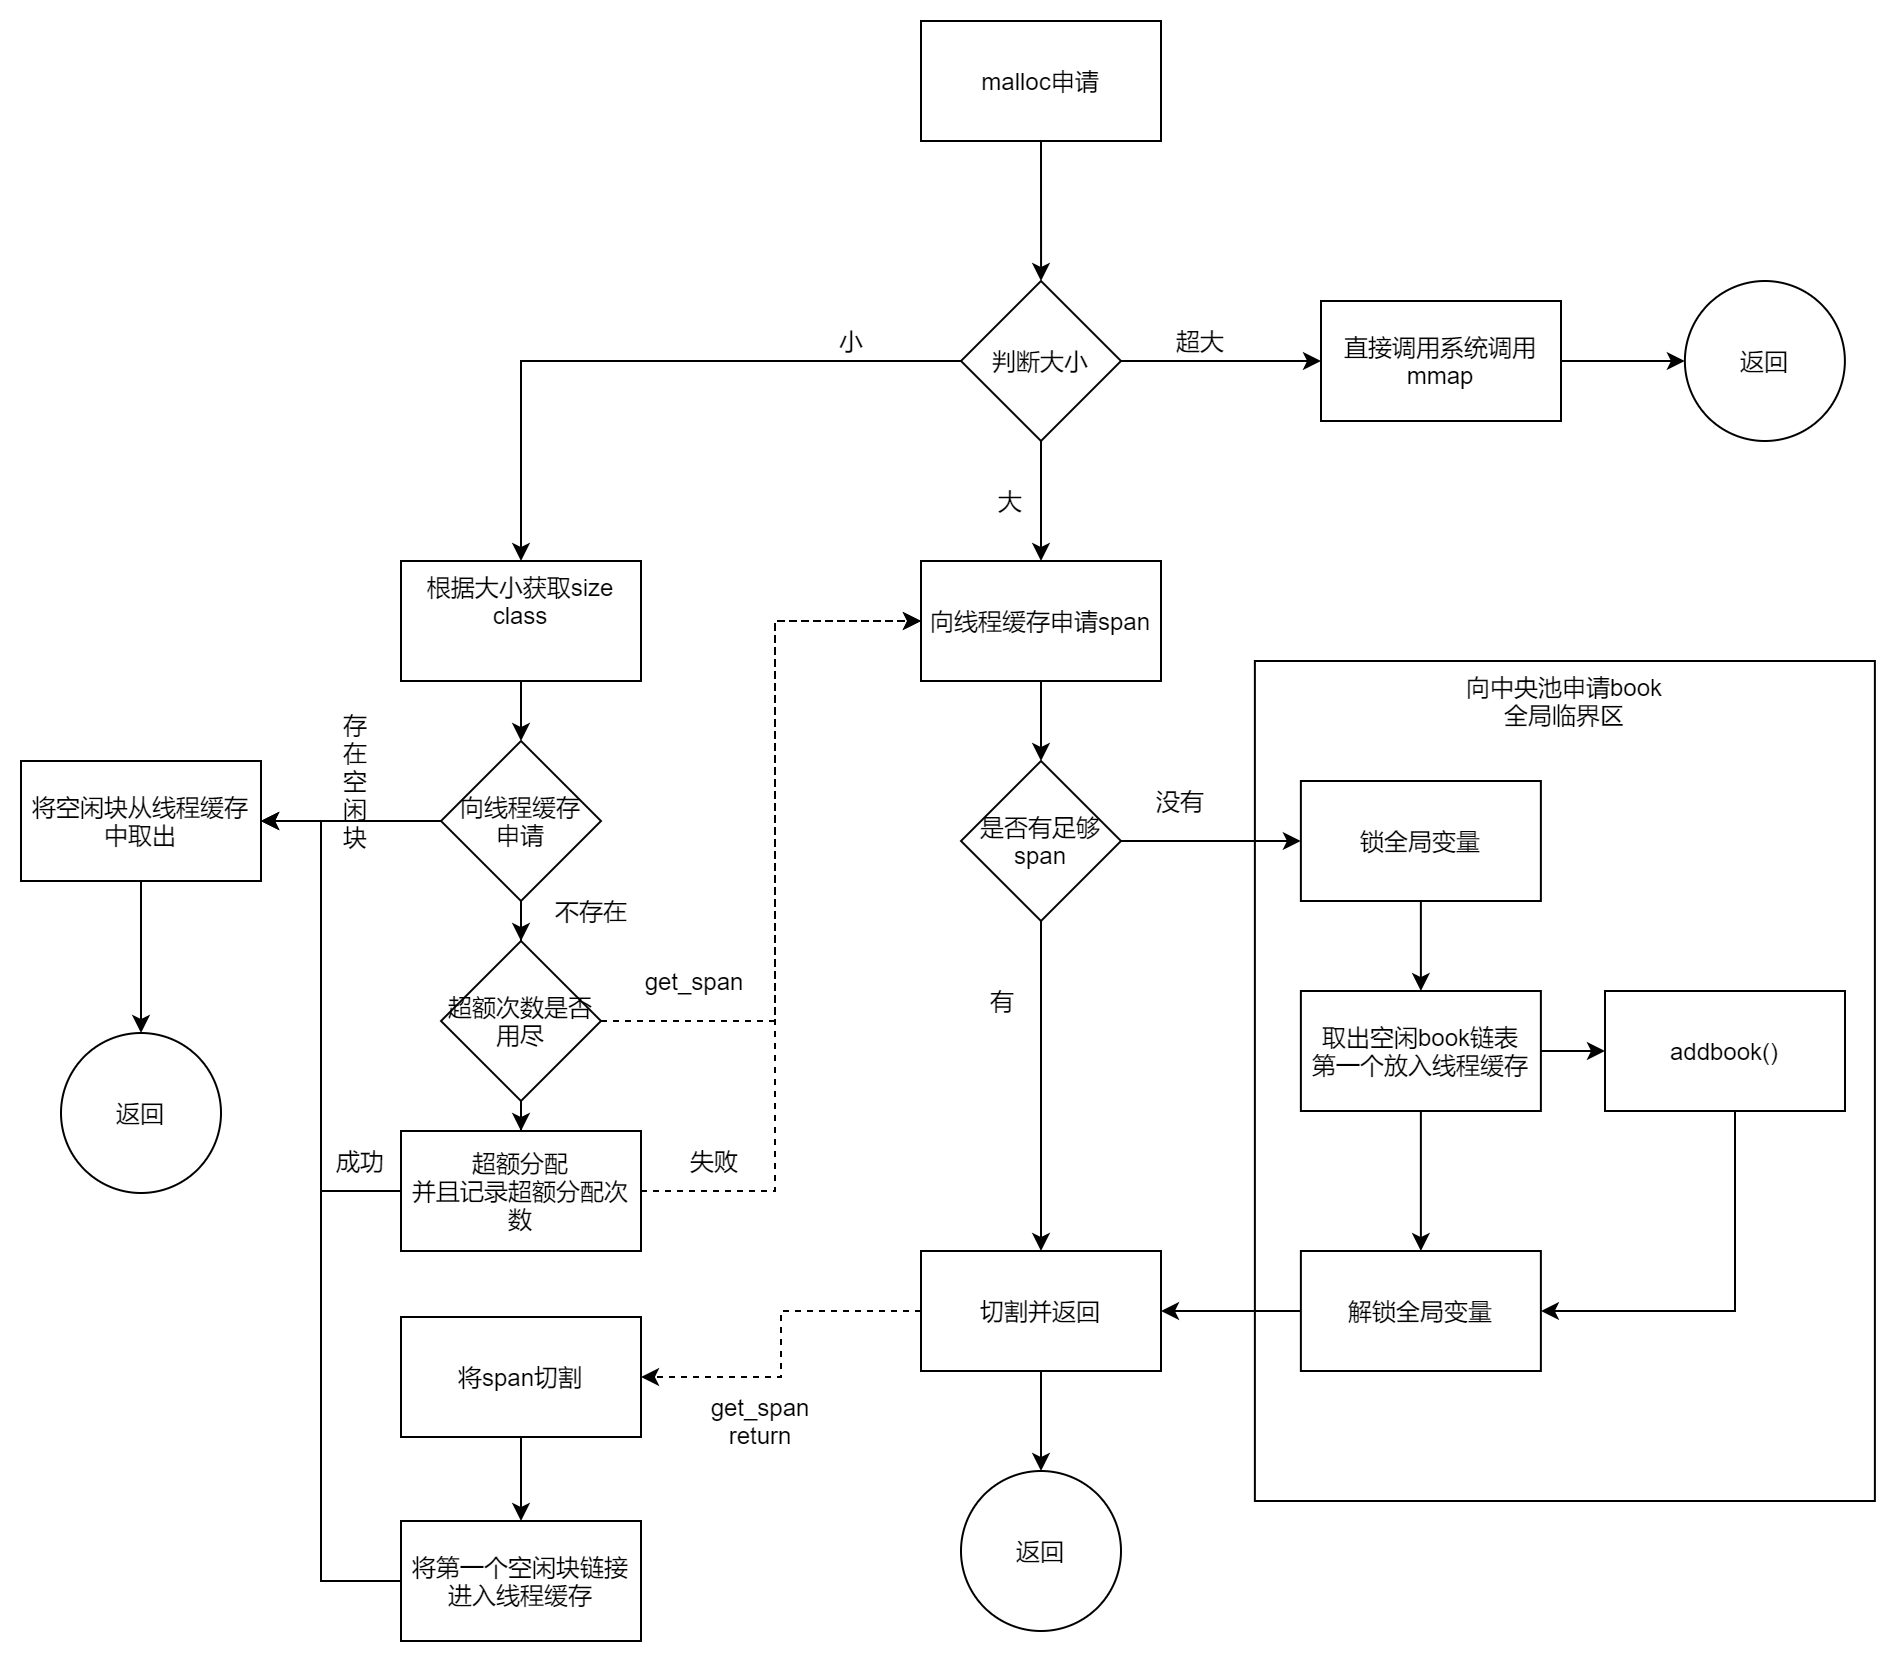 malloc申请
判断大小
小
超大
直接调用系统调用
mmap
返回
大
根据大小获取size
class
向线程缓存申请span
向中央池申请book
全局临界区
存
在
空
闲
块
将空闲块从线程缓存
中取出
向线程缓存
申请
没有
是否有足够
span
锁全局变量
不存在
get_span
超额次数是否
用尽
有
取出空闲book链表
第一个放入线程缓存
addbook()
返回
成功
超额分配
并且记录超额分配次
数
失败
切割并返回
解锁全局变量
将span切割
get_span
return
返回
将第一个空闲块链接
进入线程缓存